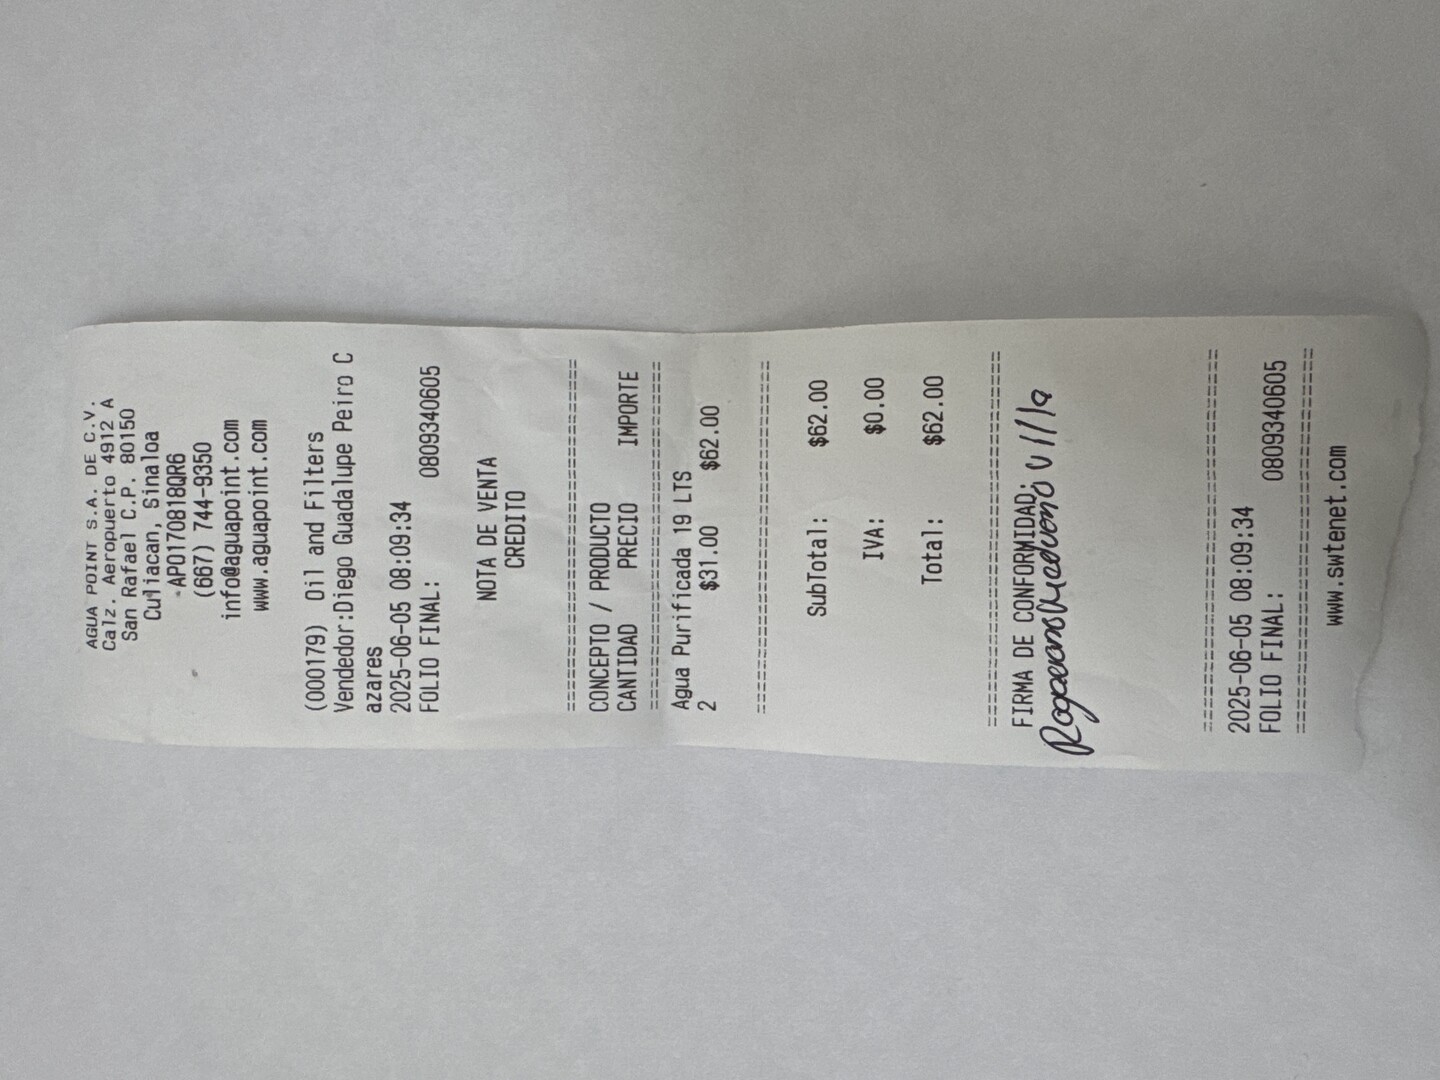 AGUA POINT S.A. DE C.V.
Calz. Aeropuerto 4912 A
San Rafael C.P. 80150
Culiacan, Sinaloa
APO170818QR6
(667) 744-9350
info@aguapoint.com
www.aguapoint.com
(000179) Oil and Filters
Vendedor:Diego Guadalupe Peiro C
azares
2025-06-05 08:09:34
FOLIO FINAL: 0809340605
NOTA DE VENTA
CREDITO
================================
CONCEPTO / PRODUCTO
CANTIDAD PRECIO IMPORTE
================================
Agua Purificada 19 LTS
2 $31.00 $62.00
================================
SubTotal: $62.00
IVA: $0.00
Total: $62.00
================================
FIRMA DE CONFORMIDAD:
Villa
================================
2025-06-05 08:09:34
FOLIO FINAL: 0809340605
================================
www.swtenet.com